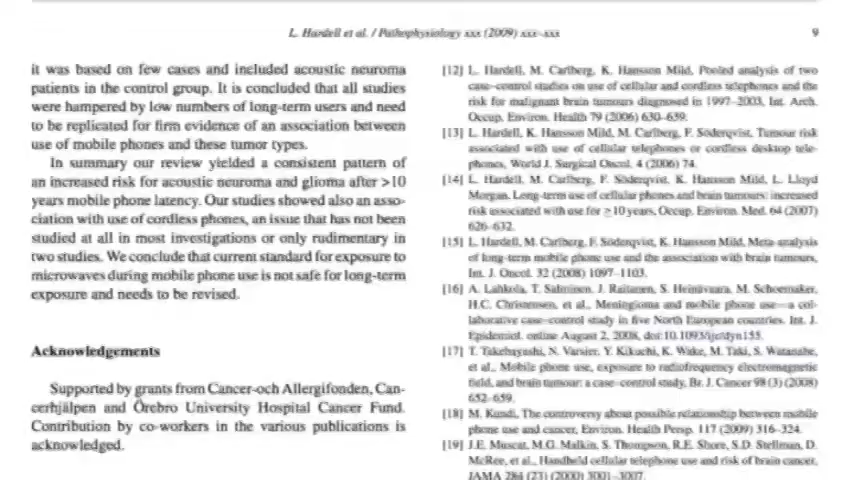 L. Hardell et al. / Pathophysiology xxx (2009) xxx–xxx
9
it was based on few cases and included acoustic neuroma
patients in the control group. It is concluded that all studies
were hampered by low numbers of long-term users and need
to be replicated for firm evidence of an association between
use of mobile phones and these tumor types.
In summary our review yielded a consistent pattern of
an increased risk for acoustic neuroma and glioma after >10
years mobile phone latency. Our studies showed also an asso-
ciation with use of cordless phones, an issue that has not been
studied at all in most investigations or only rudimentary in
two studies. We conclude that current standard for exposure to
microwaves during mobile phone use is not safe for long-term
exposure and needs to be revised.
Acknowledgements
Supported by grants from Cancer-och Allergifonden, Can-
cerhjälpen and Örebro University Hospital Cancer Fund.
Contribution by co-workers in the various publications is
acknowledged.
[12] L. Hardell, M. Carlberg, K. Hansson Mild, Pooled analysis of two
case–control studies on use of cellular and cordless telephones and the
risk for malignant brain tumours diagnosed in 1997–2003, Int. Arch.
Occup. Environ. Health 79 (2006) 630–639.
[13] L. Hardell, K. Hansson Mild, M. Carlberg, F. Söderqvist, Tumour risk
associated with use of cellular telephones or cordless desktop tele-
phones, World J. Surgical Oncol. 4 (2006) 74.
[14] L. Hardell, M. Carlberg, F. Söderqvist, K. Hansson Mild, L. Lloyd
Morgan, Long-term use of cellular phones and brain tumours: increased
risk associated with use for ≥10 years, Occup. Environ. Med. 64 (2007)
626–632.
[15] L. Hardell, M. Carlberg, F. Söderqvist, K. Hansson Mild, Meta-analysis
of long-term mobile phone use and the association with brain tumours,
Int. J. Oncol. 32 (2008) 1097–1103.
[16] A. Lahkola, T. Salminen, J. Raitanen, S. Heinävaara, M. Schoemaker,
H.C. Christensen, et al., Meningioma and mobile phone use—a col-
laborative case–control study in five North European countries, Int. J.
Epidemiol. online August 2, 2008, doi:10.1093/ije/dyn155.
[17] T. Takebayashi, N. Varsier, Y. Kikuchi, K. Wake, M. Taki, S. Watanabe,
et al., Mobile phone use, exposure to radiofrequency electromagnetic
field, and brain tumour: a case–control study, Br. J. Cancer 98 (3) (2008)
652–659.
[18] M. Kundi, The controversy about possible relationship between mobile
phone use and cancer, Environ. Health Persp. 117 (2009) 316–324.
[19] J.E. Muscat, M.G. Malkin, S. Thompson, R.E. Shore, S.D. Stellman, D.
McRee, et al., Handheld cellular telephone use and risk of brain cancer,
JAMA 284 (23) (2000) 3001–3007.